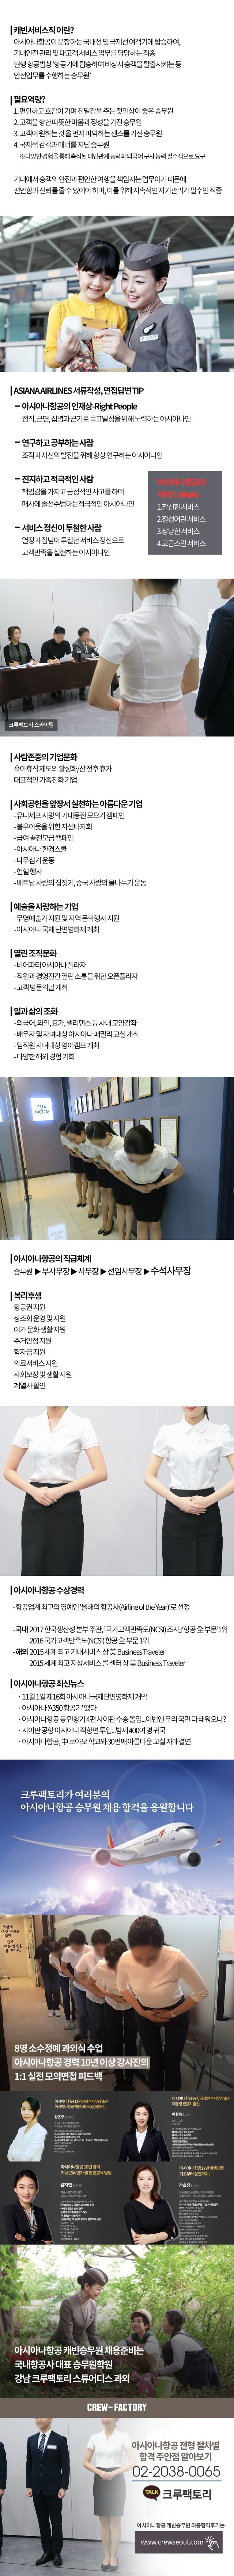 캐빈서비스직 이란?
아시아나항공이 운항하는 국내선 및 국제선 여객기에 탑승하여,
기내안전 관리 및 대고객 서비스 업무를 담당하는 직종
현행 항공법상 '항공기에 탑승하여 비상시 승객을 탈출시키는 등
안전업무를 수행하는 승무원'
필요역량?
1. 편안하고 호감이 가며 친밀감을 주는 첫인상이 좋은 승무원
2. 고객을 향한 따뜻한 마음과 정성을 가진 승무원
3. 고객이 원하는 것을 먼저 파악하는 센스를 가진 승무원
4. 국제적 감각과 매너를 지닌 승무원
※다양한 경험을 통해 축적된 대인관계 능력과 외국어 구사 능력 필수적으로 요구
기내에서 승객의 안전과 편안한 여행을 책임지는 업무이기 때문에
편안함과 신뢰를 줄 수 있어야 하며, 이를 위해 지속적인 자기관리가 필수인 직종
ASIANA AIRLINES 서류작성, 면접답변 TIP
- 아시아나항공의 인재상-Right People
정직, 근면, 집념과 끈기로 목표달성을 위해 노력하는 아시아나인
- 연구하고 공부하는 사람
조직과 자신의 발전을 위해 항상 연구하는 아시아나인
- 진지하고 적극적인 사람
책임감을 가지고 긍정적인 사고를 하며
매사에 솔선수범하는 적극적인 아시아나인
- 서비스 정신이 투철한 사람
열정과 집념이 투철한 서비스 정신으로
고객만족을 실현하는 아시아나인
아시아나항공의
서비스 Motto
1.참신한 서비스
2.정성어린 서비스
3.상냥한 서비스
4.고급스런 서비스
크루팩토리 스카이팀
사람존중의 기업문화
육아휴직 제도의 활성화/산 전후 휴가
대표적인 가족친화 기업
사회공헌을 앞장서 실천하는 아름다운 기업
-유니세프 사랑의 기내동전 모으기 캠페인
-불우이웃을 위한 자선바자회
-급여 끝전모금 캠페인
-아시아나 환경스쿨
-나무심기 운동
-헌혈 행사
-베트남 사랑의 집짓기, 중국 사랑의 물나누기 운동
예술을 사랑하는 기업
-무명예술가 지원 및 지역 문화행사 지원
-아시아나 국제 단편영화제 개최
열린 조직문화
-비어파티 아시아나 플라자
-직원과 경영진간 열린 소통을 위한 오픈플라자
-고객 방문의날 개최
일과 삶의 조화
-외국어, 와인, 요가, 밸리댄스 등 사내 교양강좌
-배우자 및 자녀대상 아시아나 패밀리 교실 개최
-임직원 자녀대상 영어캠프 개최
-다양한 해외 경험 기회
CREW
FACTORY
아시아나항공의 직급체계
승무원 ▶ 부사무장 ▶ 사무장 ▶ 선임사무장 ▶ 수석사무장
복리후생
항공권 지원
상조회 운영 및 지원
여가 문화 생활 지원
주거안정 지원
학자금 지원
의료서비스 지원
사회보장 및 생활 지원
계열사 할인
아시아나항공 수상경력
- 항공업계 최고의 영예인 '올해의 항공사(Airline of the Year)'로 선정
-국내 2017 한국생산성 본부 주관, 「국가고객만족도(NCSI) 조사」 '항공 숲 부문' 1위
2016 국가고객만족도(NCSI) 항공 全 부문 1위
-해외 2015 세계 최고 기내서비스 상 美 Business Traveler
2015 세계 최고 지상서비스 콜 센터 상 美 Business Traveler
아시아나항공 최신뉴스
· 11월 1일 제16회 아시아나국제단편영화제 개막
· 아시아나 'A350 항공기' 떴다
· 아시아나항공 등 민항기 4편 사이판 수송 돌입...이번엔 우리 국민 다 태워오나?
· 사이판 공항 아시아나 직항편 투입...밤새 400여 명 귀국
· 아시아나항공, 中 보아오 학교와 30번째 아름다운 교실 자매결연
크루팩토리가 여러분의
아시아나항공 승무원 채용 합격을 응원합니다
8명 소수정예 과외식 수업
아시아나항공 경력 10년 이상 강사진의
1:1 실전 모의면접 피드백
아시아나항공 캐빈승무원 채용준비는
국내항공사 대표 승무원학원
강남 크루팩토리 스튜어디스 과외
CREW FACTORY
아시아나항공 전형 절차별
합격 주안점 알아보기
02-2038-0065
TALK 크루팩토리
아시아나항공 캐빈승무원 최종합격후기는
www.crewseoul.com